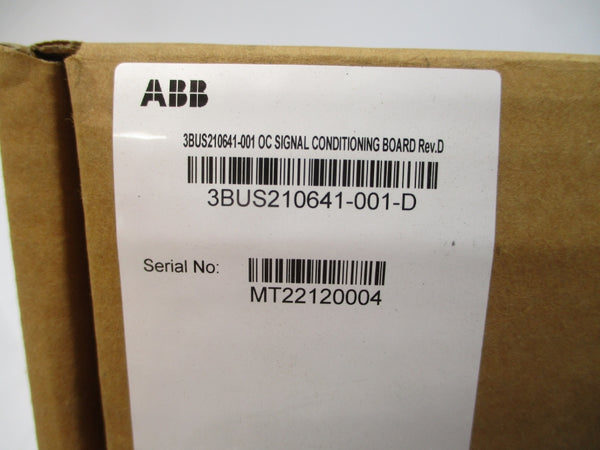 ABB
3BUS210641-001 OC SIGNAL CONDITIONING BOARD Rev.D
3BUS210641-001-D
Serial No:
MT22120004